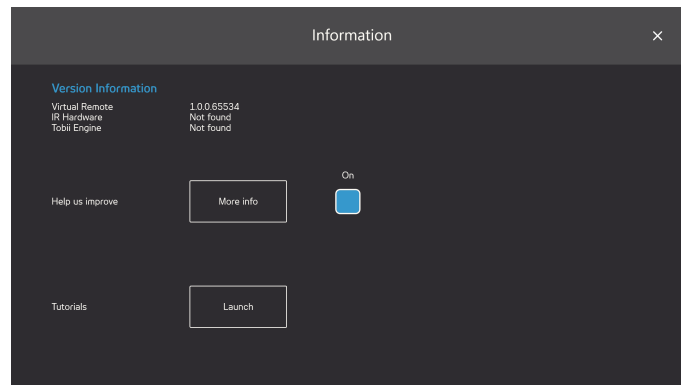 Information
Version Information
Virtual Remote 1.0.0.65534
IR Hardware Not found
Tobii Engine Not found
On
Help us improve More info
Tutorials Launch